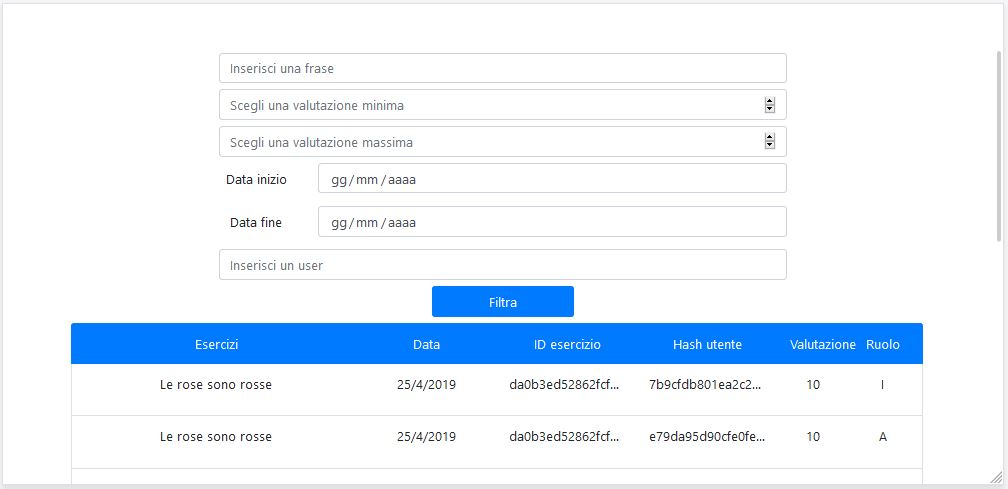 Inserisci una frase
Scegli una valutazione minima
Scegli una valutazione massima
Data inizio gg/mm/aaaa
Data fine gg/mm/aaaa
Inserisci un user
Filtra
Esercizi Data ID esercizio Hash utente Valutazione Ruolo
Le rose sono rosse 25/4/2019 da0b3ed52862fcf... 7b9cfdb801ea2c2... 10 I
Le rose sono rosse 25/4/2019 da0b3ed52862fcf... e79da95d90cfe0fe... 10 A